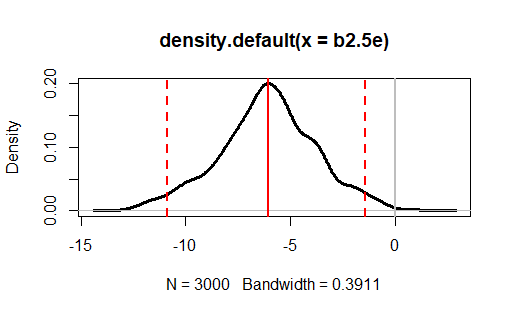 density.default(x = b2.5e)
Density
0.20
0.10
0.00
-15 -10 -5 0
N = 3000 Bandwidth = 0.3911